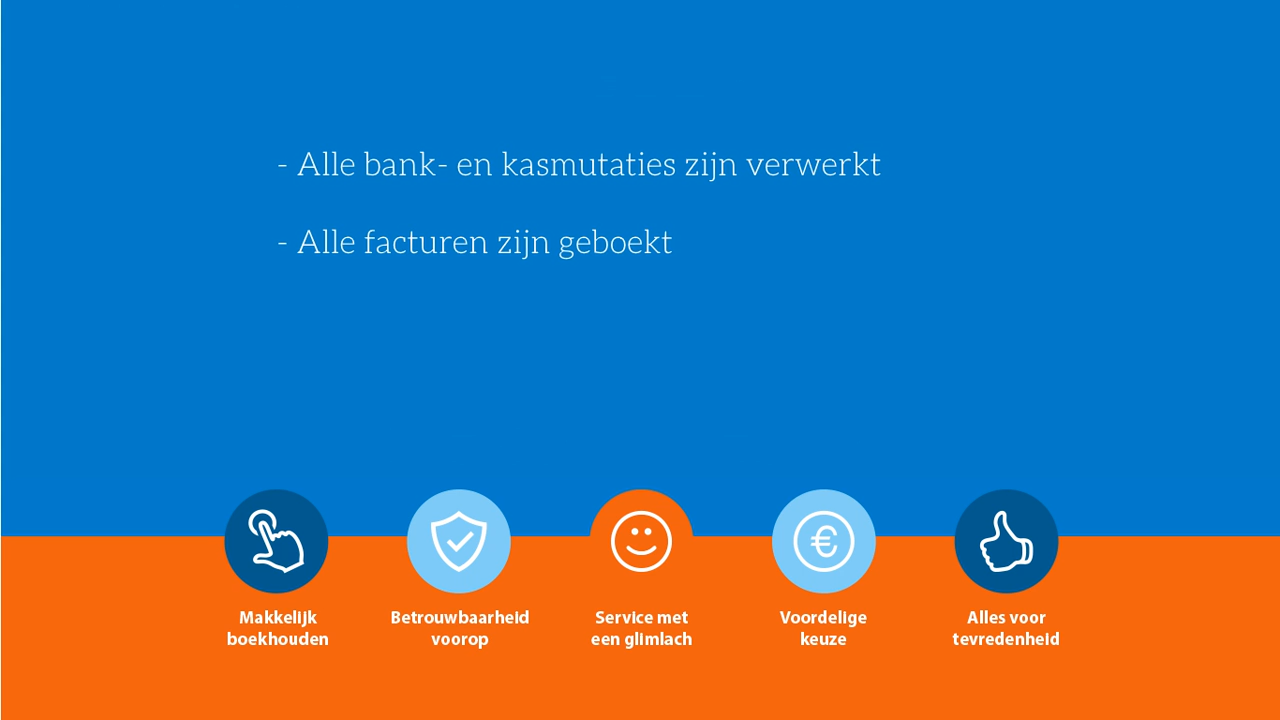 - Alle bank- en kasmutaties zijn verwerkt
- Alle facturen zijn geboekt
Makkelijk
boekhouden
Betrouwbaarheid
voorop
Service met
een glimlach
Voordelige
keuze
Alles voor
tevredenheid